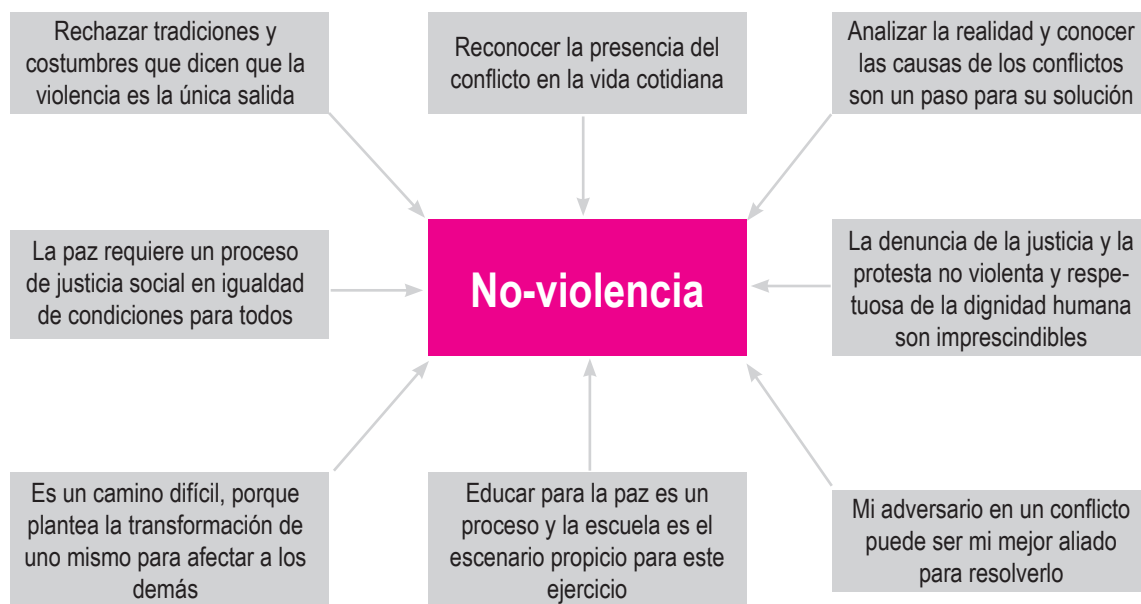 Rechazar tradiciones y
costumbres que dicen que la
violencia es la única salida
Reconocer la presencia del
conflicto en la vida cotidiana
Analizar la realidad y conocer
las causas de los conflictos
son un paso para su solución
La paz requiere un proceso
de justicia social en igualdad
de condiciones para todos
No-violencia
La denuncia de la justicia y la
protesta no violenta y respe-
tuosa de la dignidad humana
son imprescindibles
Es un camino difícil, porque
plantea la transformación de
uno mismo para afectar a los
demás
Educar para la paz es un
proceso y la escuela es el
escenario propicio para este
ejercicio
Mi adversario en un conflicto
puede ser mi mejor aliado
para resolverlo